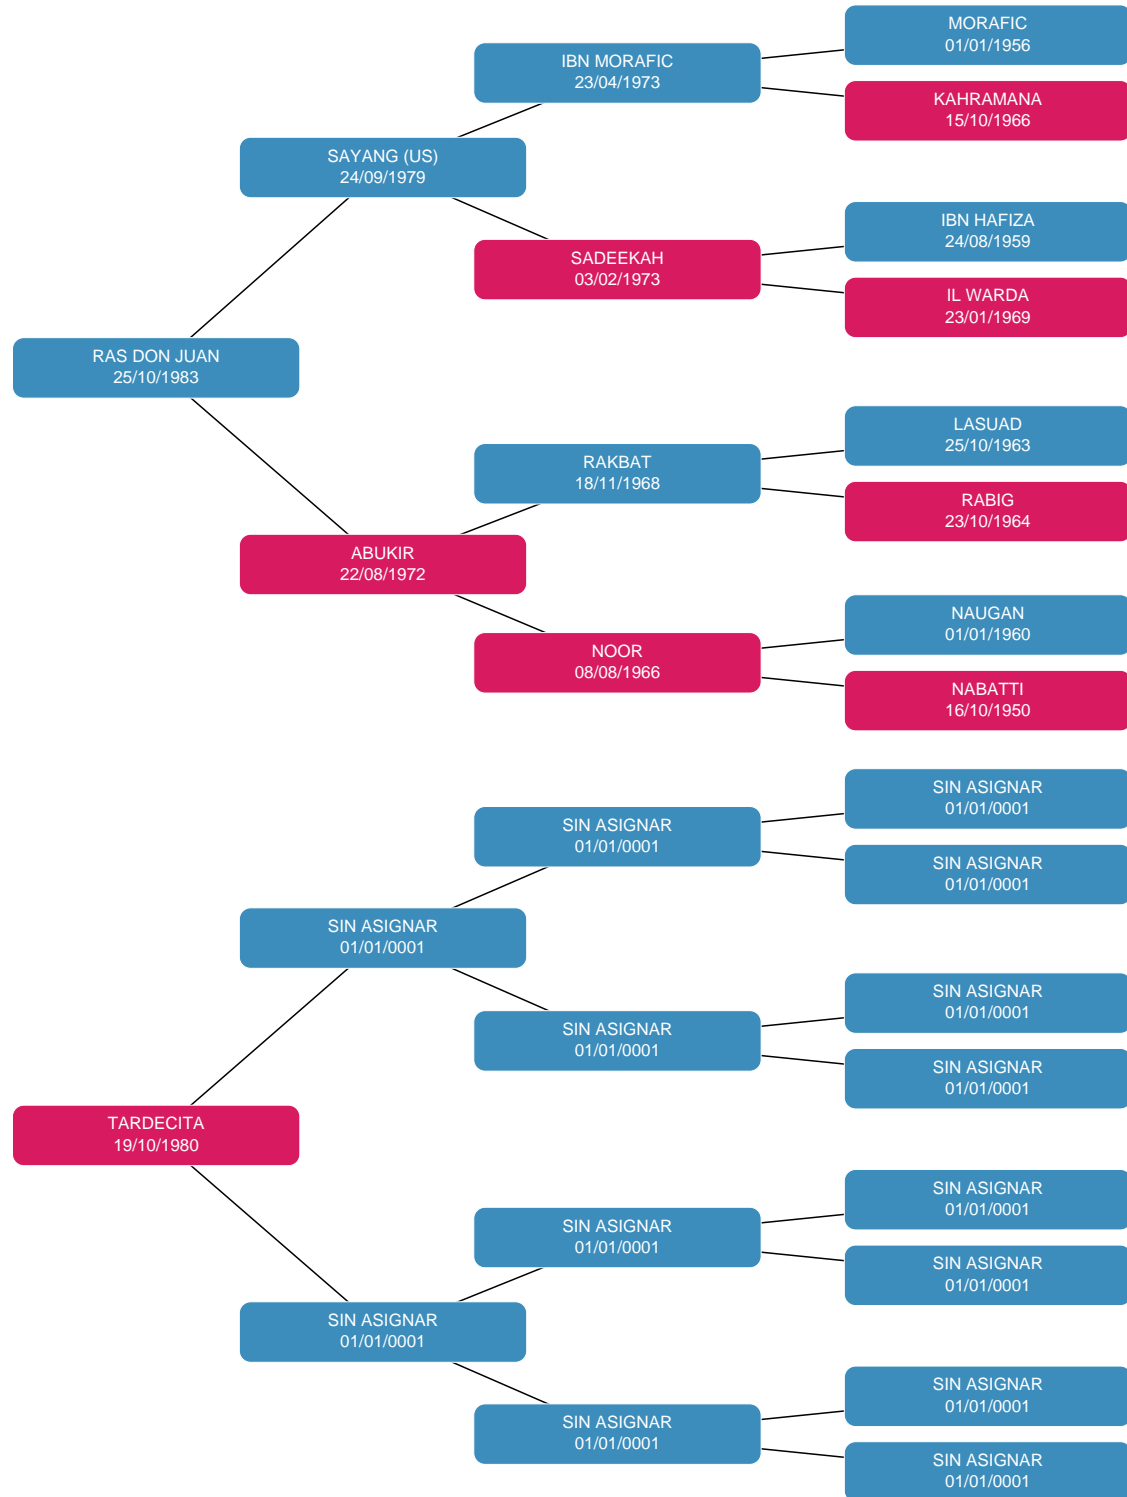 MORAFIC
01/01/1956
IBN MORAFIC
23/04/1973
KAHRAMANA
15/10/1966
SAYANG (US)
24/09/1979
IBN HAFIZA
24/08/1959
SADEEKAH
03/02/1973
IL WARDA
23/01/1969
RAS DON JUAN
25/10/1983
LASUAD
25/10/1963
RAKBAT
18/11/1968
RABIG
23/10/1964
ABUKIR
22/08/1972
NAUGAN
01/01/1960
NOOR
08/08/1966
NABATTI
16/10/1950
SIN ASIGNAR
01/01/0001
SIN ASIGNAR
01/01/0001
SIN ASIGNAR
01/01/0001
SIN ASIGNAR
01/01/0001
SIN ASIGNAR
01/01/0001
SIN ASIGNAR
01/01/0001
SIN ASIGNAR
01/01/0001
TARDECITA
19/10/1980
SIN ASIGNAR
01/01/0001
SIN ASIGNAR
01/01/0001
SIN ASIGNAR
01/01/0001
SIN ASIGNAR
01/01/0001
SIN ASIGNAR
01/01/0001
SIN ASIGNAR
01/01/0001
SIN ASIGNAR
01/01/0001